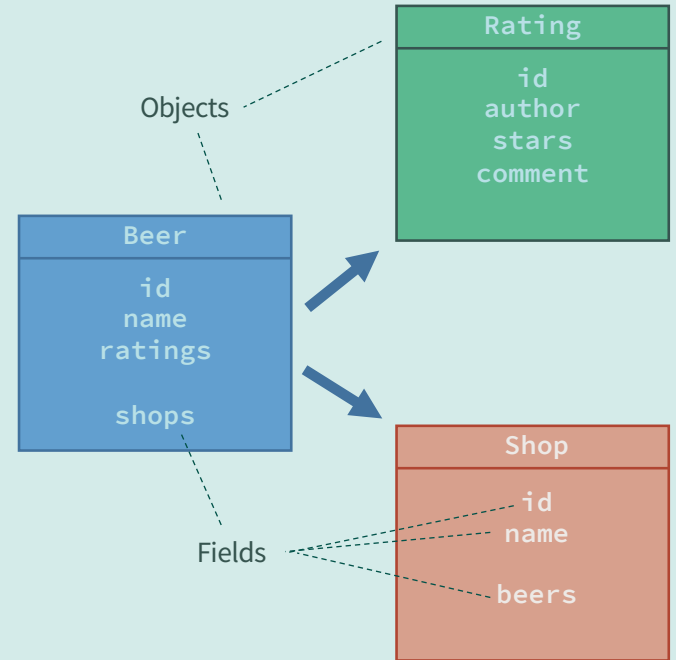 Rating
id
author
stars
comment
Objects
Beer
id
name
ratings
shops
Shop
id
name
beers
Fields